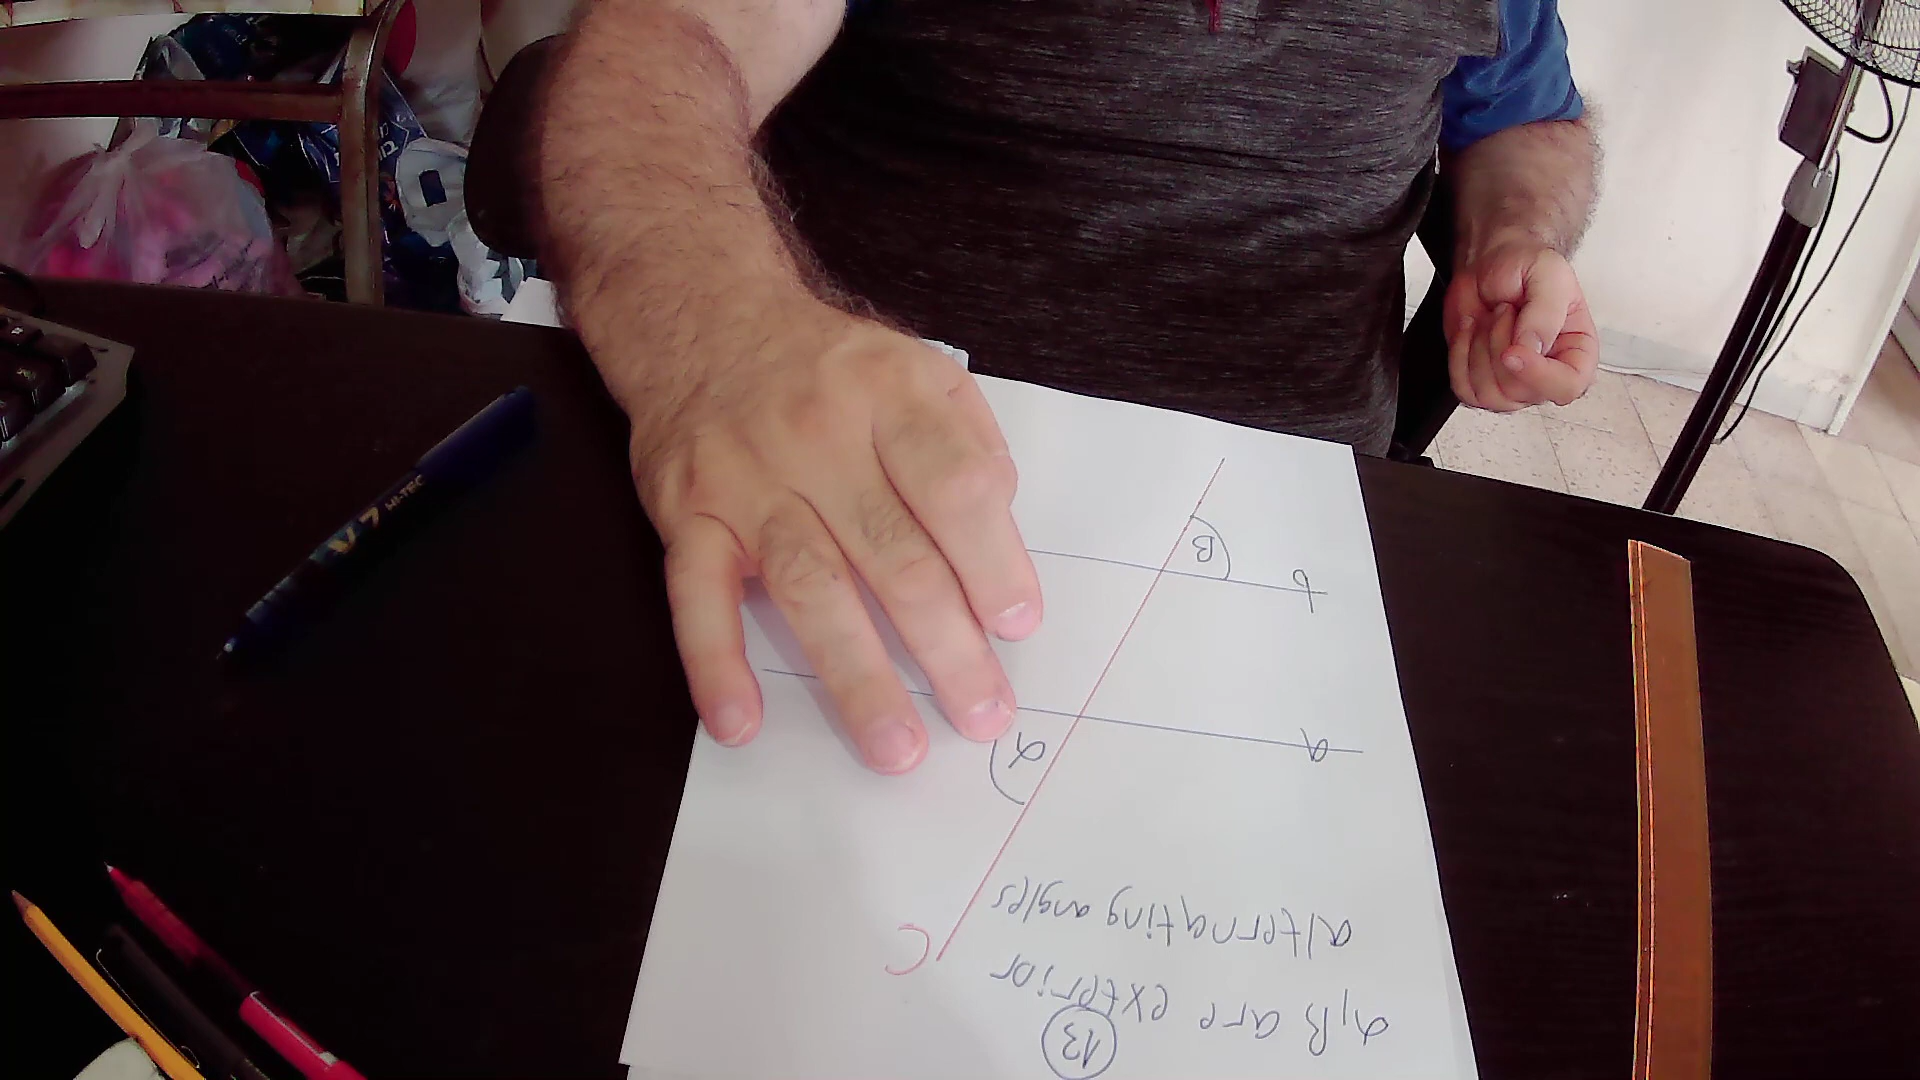 13
α,β are exterior
alternating angles
C
α
a
β
b
V7 HI-TEC